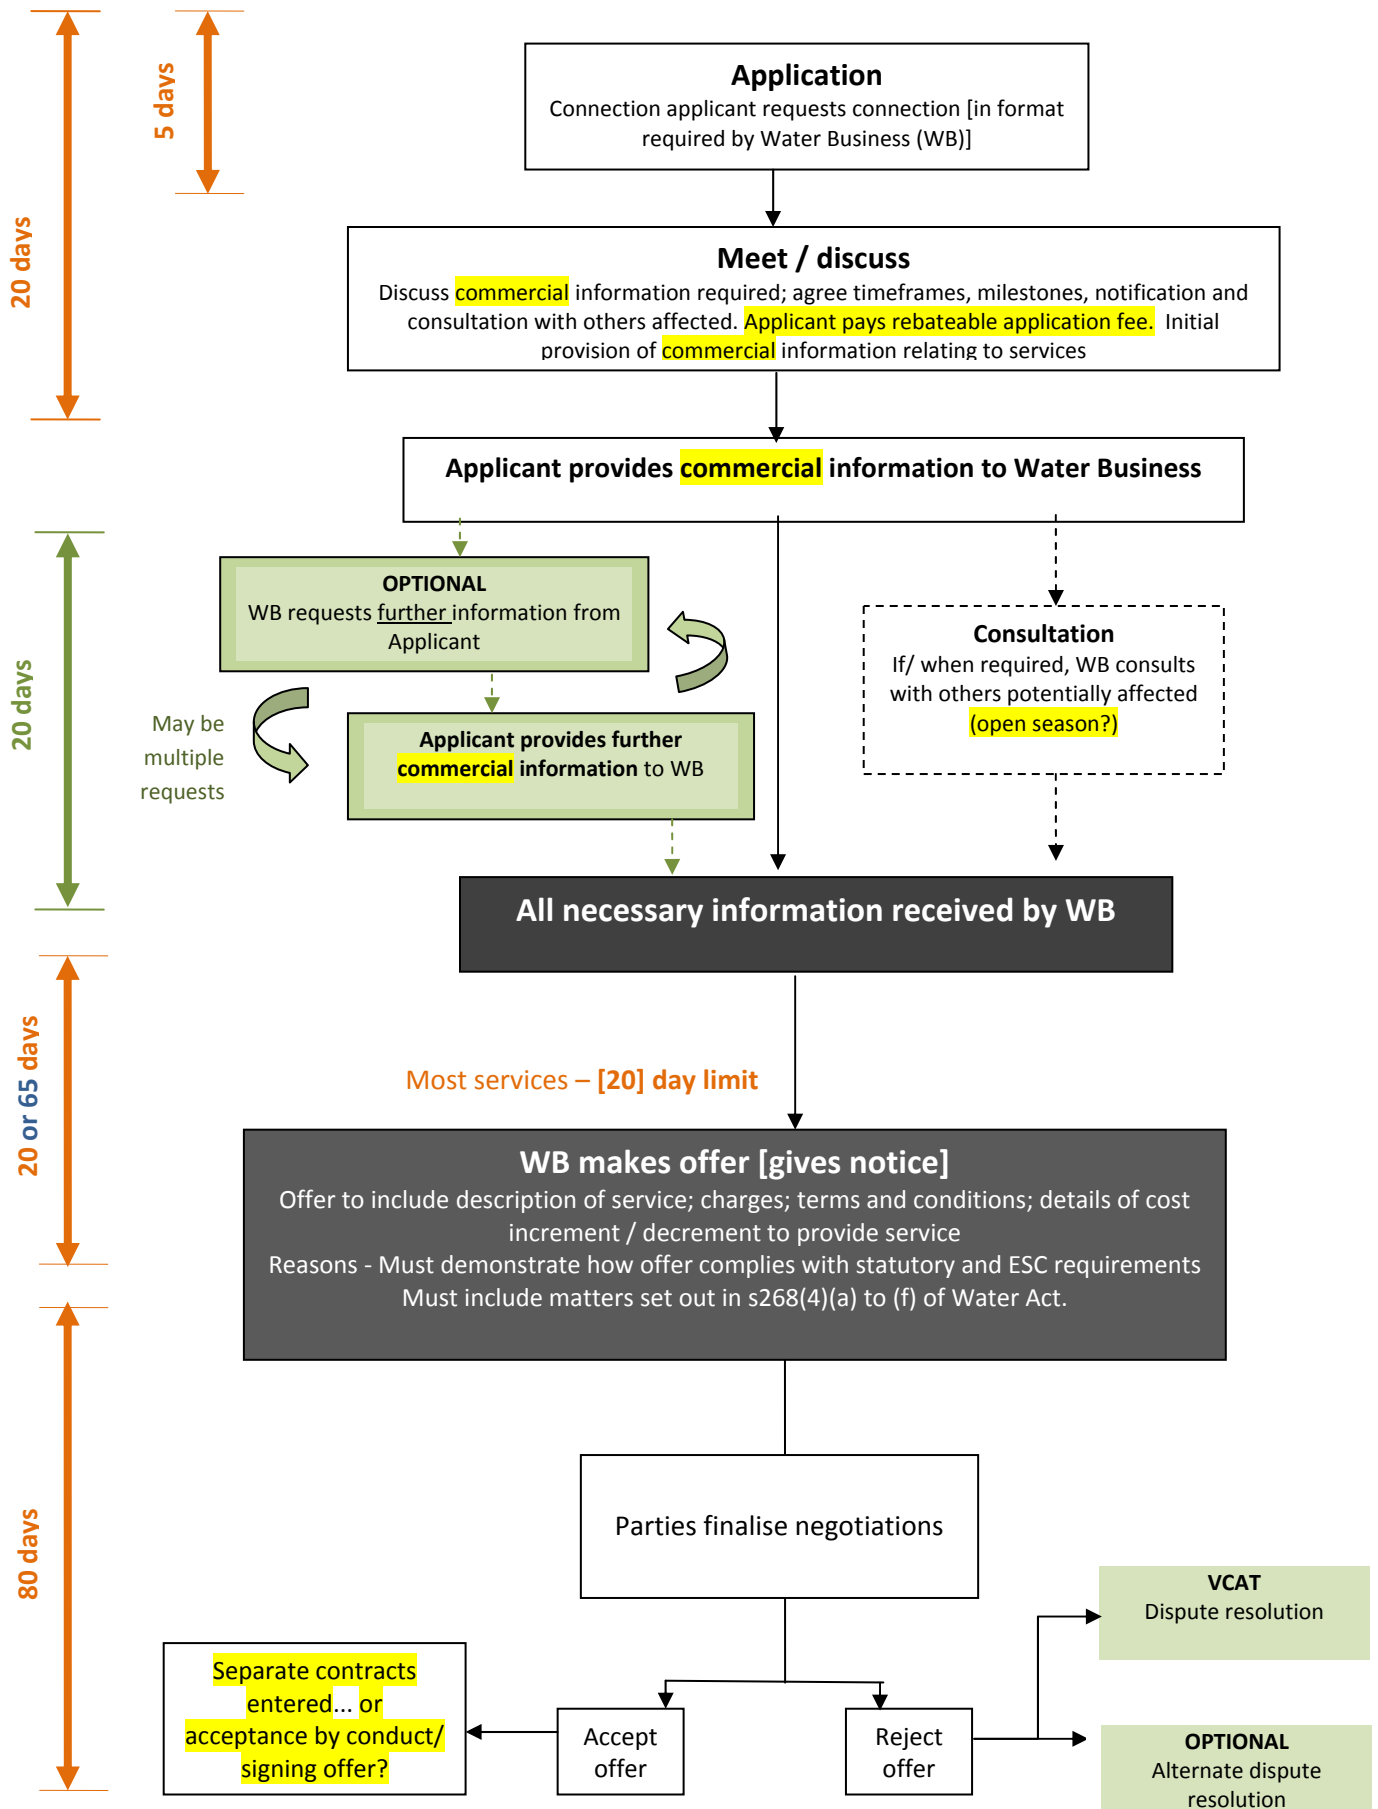 5 days
20 days
Application
Connection applicant requests connection [in format
required by Water Business (WB)]
Meet / discuss
Discuss commercial information required; agree timeframes, milestones, notification and
consultation with others affected. Applicant pays rebateable application fee. Initial
provision of commercial information relating to services
Applicant provides commercial information to Water Business
20 days
OPTIONAL
WB requests further information from
Applicant
May be
multiple
requests
Applicant provides further
commercial information to WB
Consultation
If/ when required, WB consults
with others potentially affected
(open season?)
All necessary information received by WB
20 or 65 days
Most services – [20] day limit
WB makes offer [gives notice]
Offer to include description of service; charges; terms and conditions; details of cost
increment / decrement to provide service
Reasons - Must demonstrate how offer complies with statutory and ESC requirements
Must include matters set out in s268(4)(a) to (f) of Water Act.
80 days
Parties finalise negotiations
Separate contracts
entered... or
acceptance by conduct/
signing offer?
Accept
offer
Reject
offer
VCAT
Dispute resolution
OPTIONAL
Alternate dispute
resolution